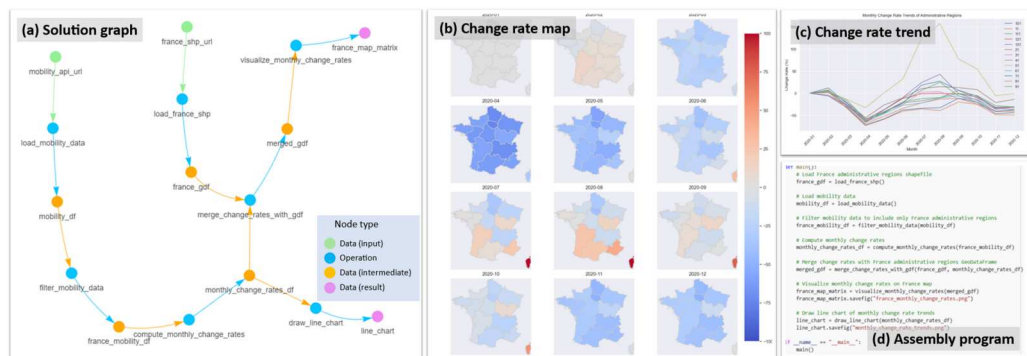 (a) Solution graph
france_shp_url
mobility_api_url
visualize_monthly_change_rates
france_map_matrix
load_france_shp
load_mobility_data
merged_gdf
france_gdf
mobility_df
merge_change_rates_with_gdf
Node type
Data (input)
Operation
Data (intermediate)
Data (result)
filter_mobility_data
monthly_change_rates_df
draw_line_chart
line_chart
france_mobility_df
compute_monthly_change_rates
(b) Change rate map
2020-04
2020-05
2020-06
2020-07
2020-08
2020-09
2020-10
2020-11
2020-12
100
75
50
25
0
-25
-50
-75
-100
Monthly Change Rate Trends of Administrative Regions
(c) Change rate trend
Month
def main():
# Load France administrative regions shapefile
france_gdf = load_france_shp()
# Load mobility data
mobility_df = load_mobility_data()
# Filter mobility data to include only France administrative regions
france_mobility_df = filter_mobility_data(mobility_df)
# Compute monthly change rates
monthly_change_rates_df = compute_monthly_change_rates(france_mobility_df)
# Merge change rates with France administrative regions GeoDataFrame
merged_gdf = merge_change_rates_with_gdf(france_gdf, monthly_change_rates_df)
# Visualize monthly change rates on France map
france_map_matrix = visualize_monthly_change_rates(merged_gdf)
france_map_matrix.savefig("france_monthly_change_rates.png")
# Draw line chart of monthly change rate trends
line_chart = draw_line_chart(monthly_change_rates_df)
line_chart.savefig("monthly_change_rate_trends.png")
if __name__ == "__main__":
main()
(d) Assembly program